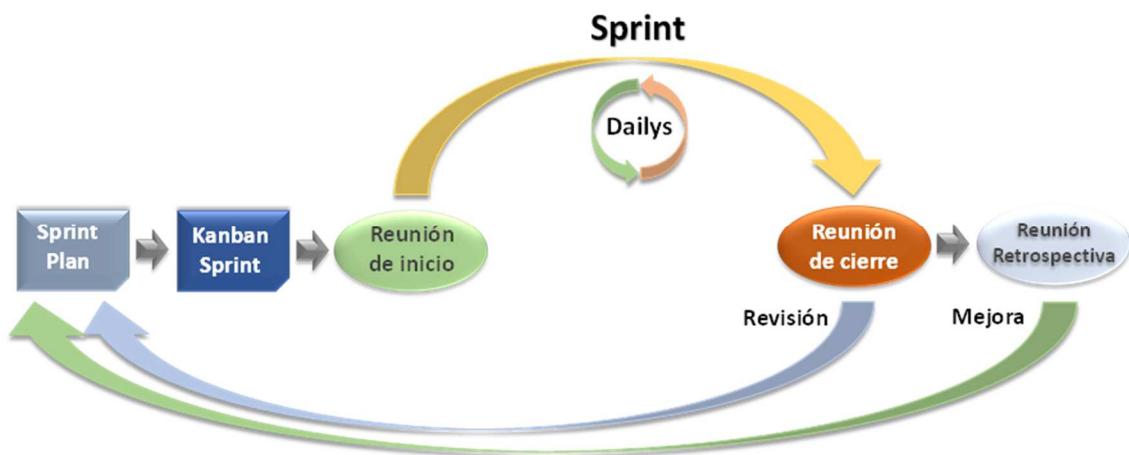 Sprint
Dailys
Sprint
Plan
Kanban
Sprint
Reunión
de inicio
Reunión
de cierre
Reunión
Retrospectiva
Revisión
Mejora